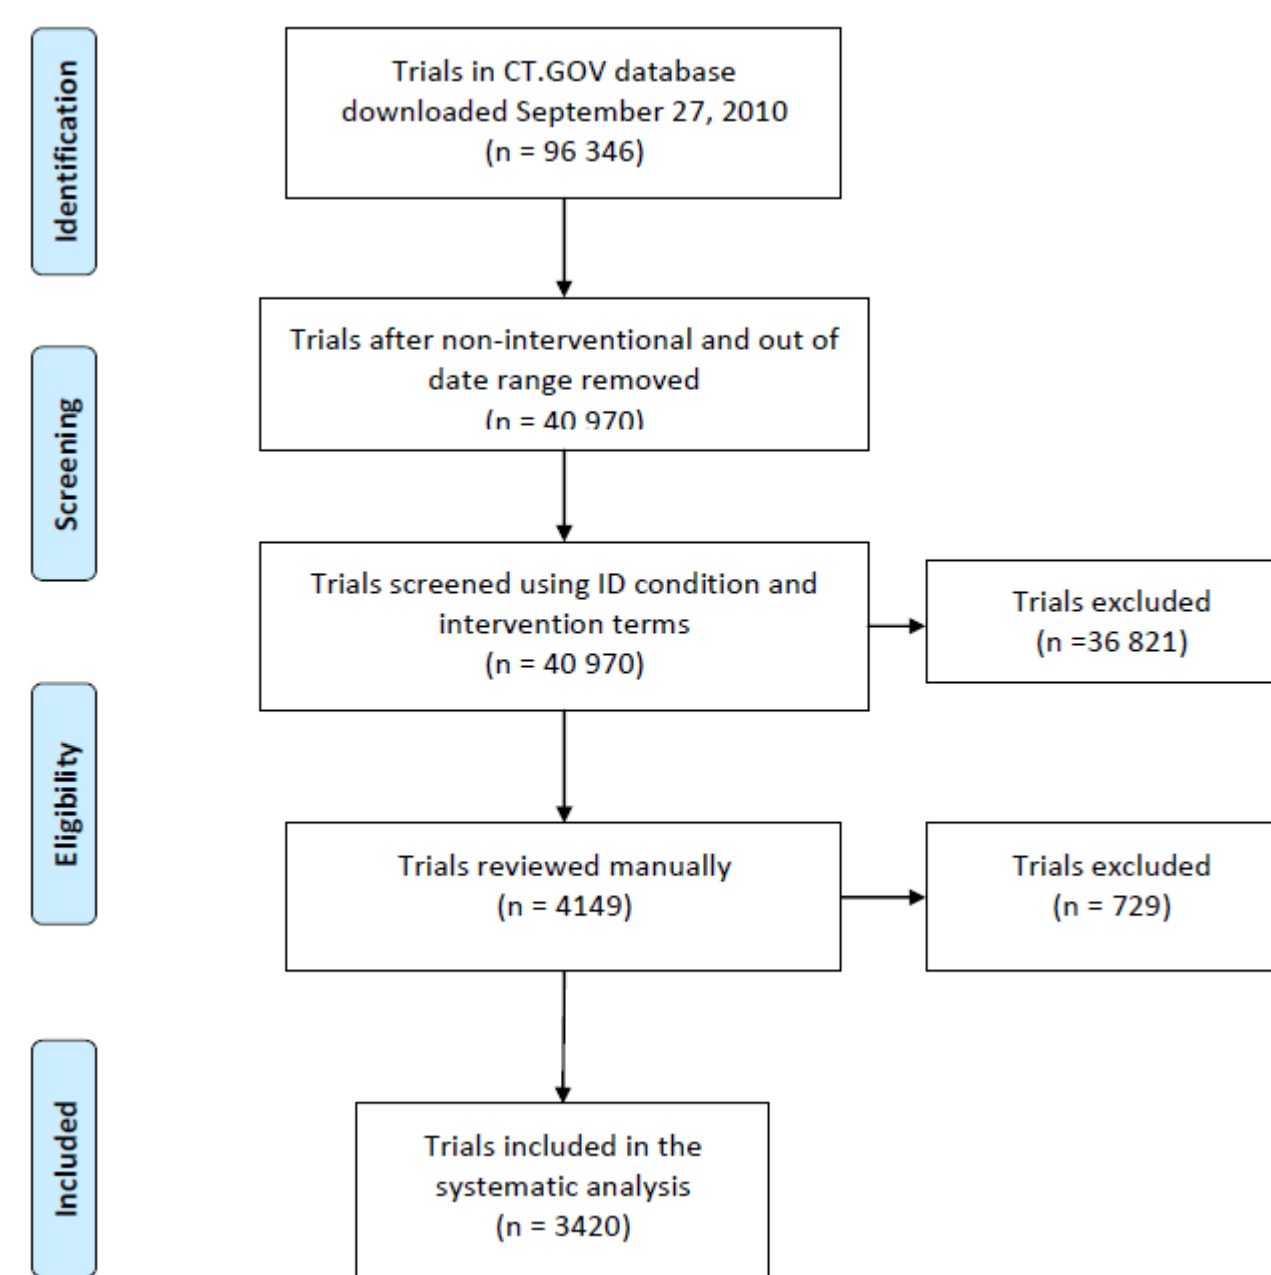 Identification
Trials in CT.GOV database
downloaded September 27, 2010
(n = 96 346)
Screening
Trials after non-interventional and out of
date range removed
(n = 40 970)
Trials screened using ID condition and
intervention terms
(n = 40 970)
Trials excluded
(n =36 821)
Eligibility
Trials reviewed manually
(n = 4149)
Trials excluded
(n = 729)
Included
Trials included in the
systematic analysis
(n = 3420)